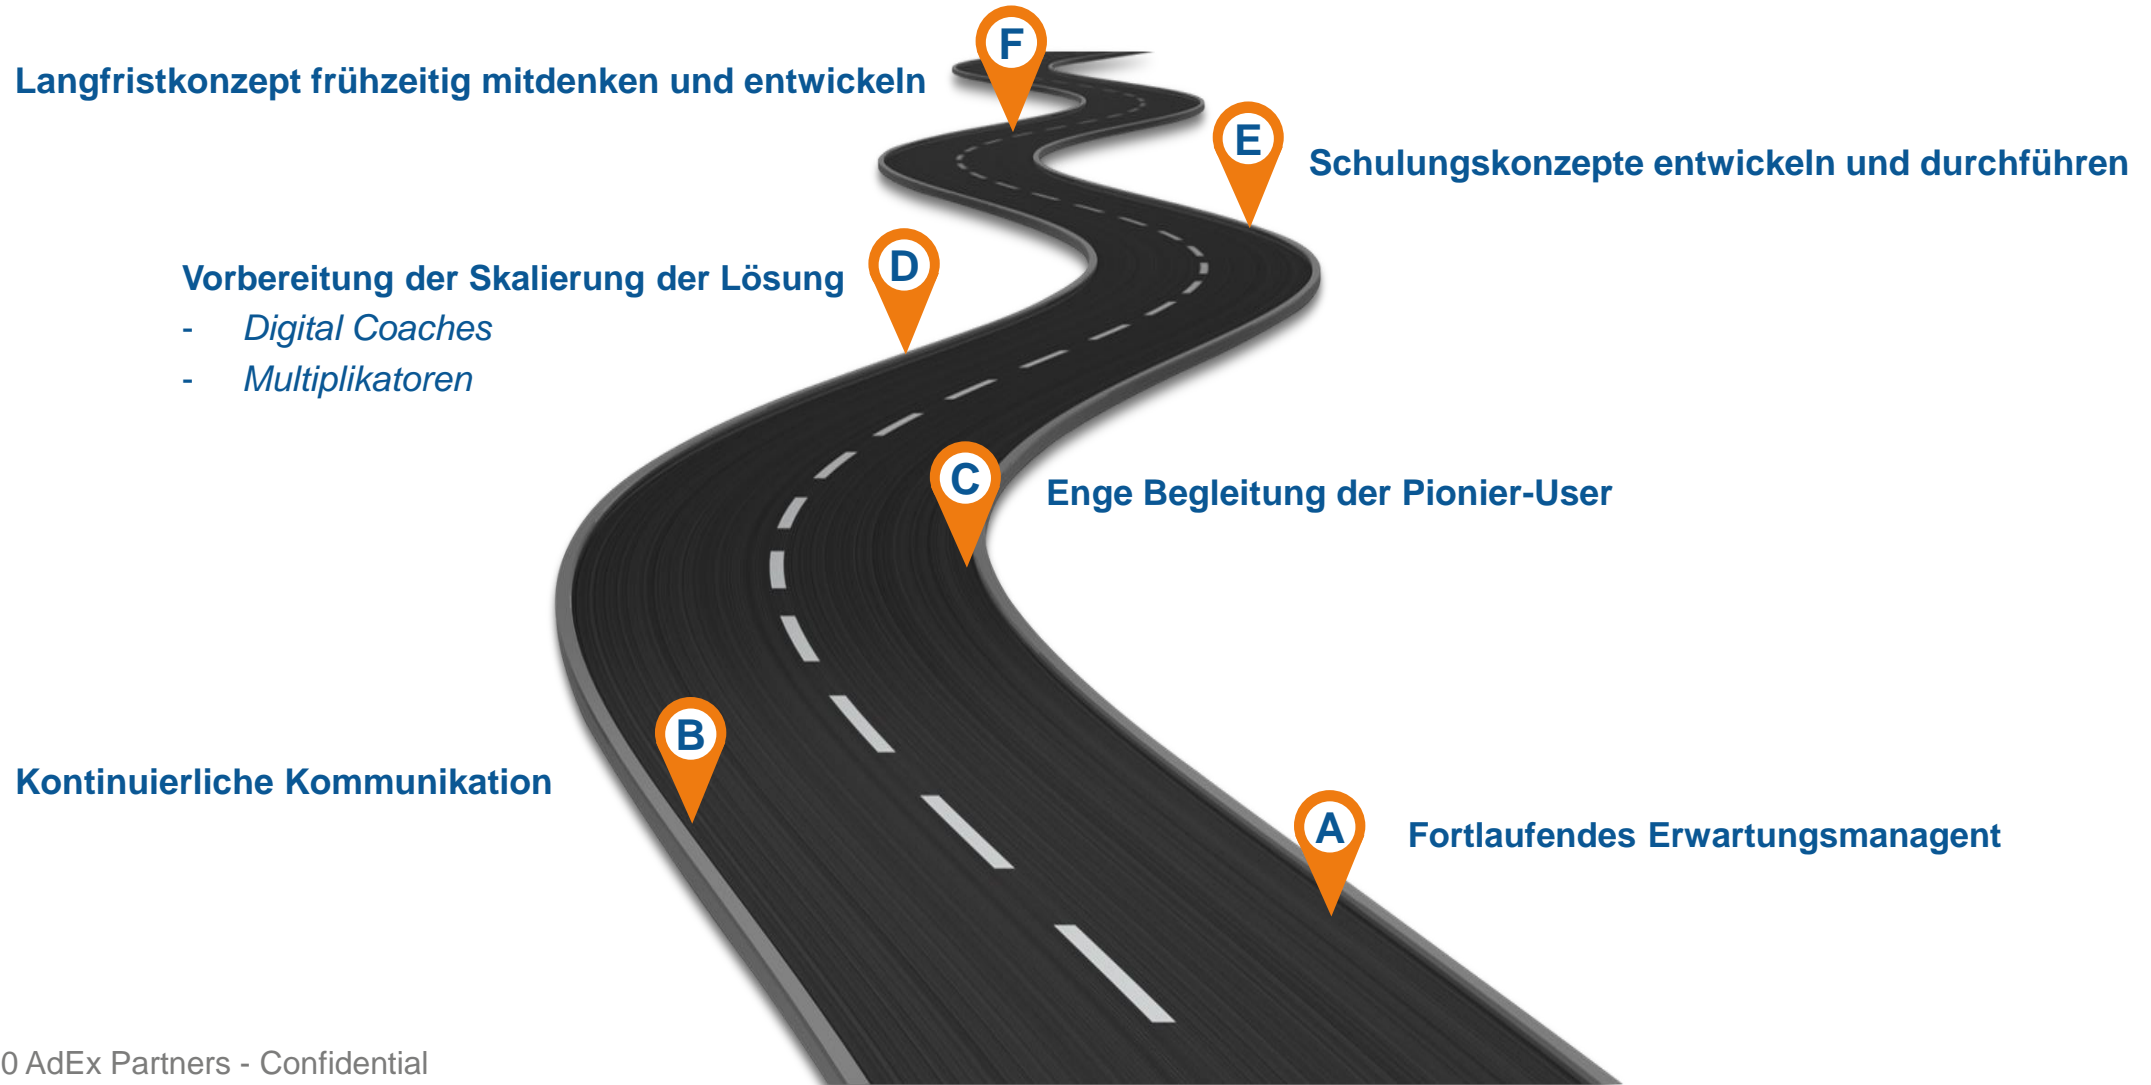 F
Langfristkonzept frühzeitig mitdenken und entwickeln
E
Schulungskonzepte entwickeln und durchführen
D
Vorbereitung der Skalierung der Lösung
- Digital Coaches
- Multiplikatoren
C
Enge Begleitung der Pionier-User
B
Kontinuierliche Kommunikation
A
Fortlaufendes Erwartungsmanagent
0 AdEx Partners - Confidential